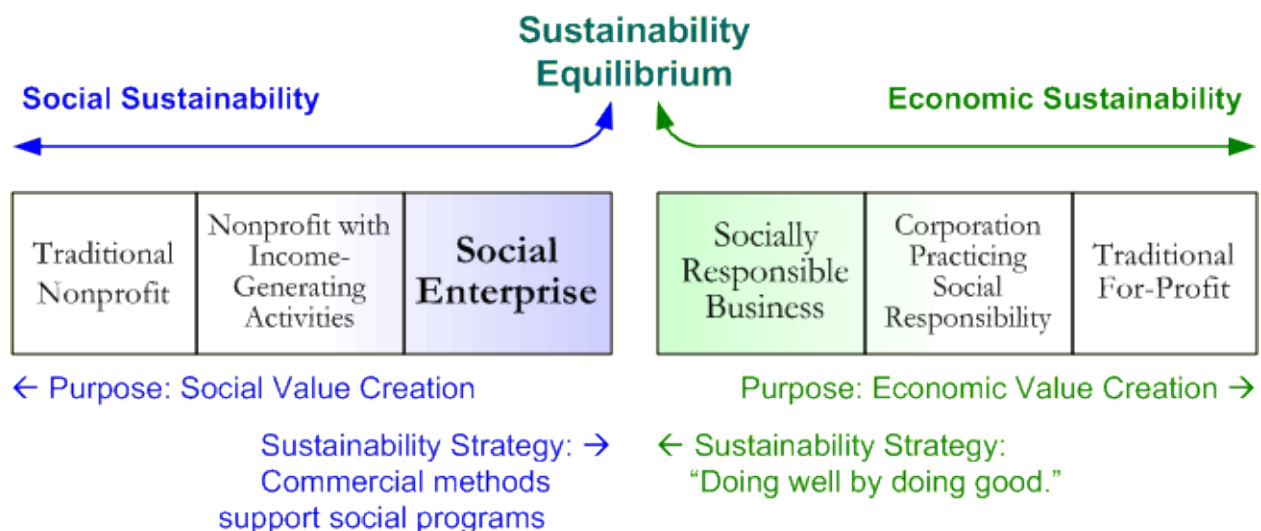 Sustainability
Equilibrium
Social Sustainability
Economic Sustainability
Traditional
Nonprofit
Nonprofit with
Income-
Generating
Activities
Social
Enterprise
Socially
Responsible
Business
Corporation
Practicing
Social
Responsibility
Traditional
For-Profit
← Purpose: Social Value Creation
Purpose: Economic Value Creation →
Sustainability Strategy: →
Commercial methods
support social programs
← Sustainability Strategy:
“Doing well by doing good.”